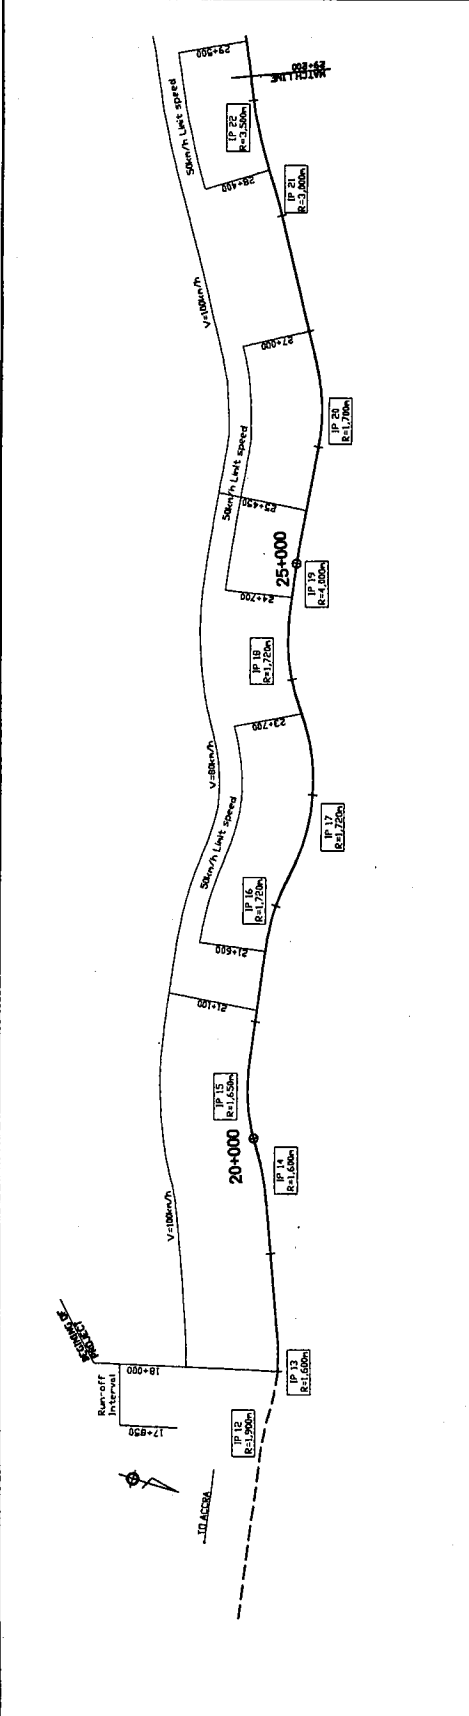 29+500
MATCH LINE
29+200
50km/h Limit speed
IP 22
R=3,500m
28+400
IP 21
R=3,000m
V=100km/h
27+000
IP 20
R=1,700m
50km/h Limit speed
25+450
25+000
24+700
IP 19
R=4,000m
IP 18
R=1,720m
23+700
V=80km/h
50km/h Limit speed
IP 17
R=1,720m
IP 16
R=1,720m
21+600
21+100
IP 15
R=1,650m
20+000
IP 14
R=1,600m
V=100km/h
BEGINING OF
PROJECT
18+000
Run-off
Interval
17+850
IP 13
R=1,600m
IP 12
R=1,900m
TO ACCRA